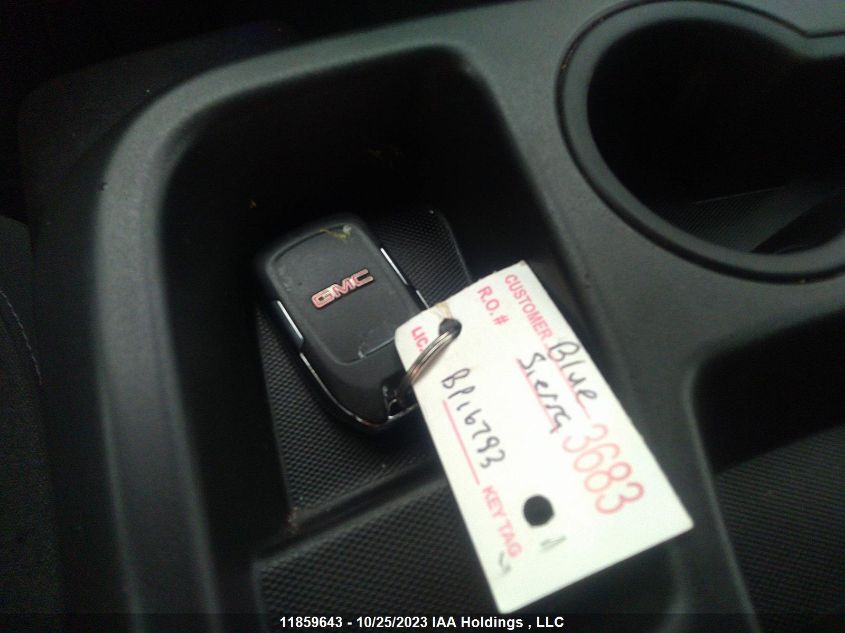 GMC
CUSTOMER Blue
R.O. # Sierra
3683
LIC.
BP16793
KEY TAG
11859643 - 10/25/2023 IAA Holdings , LLC